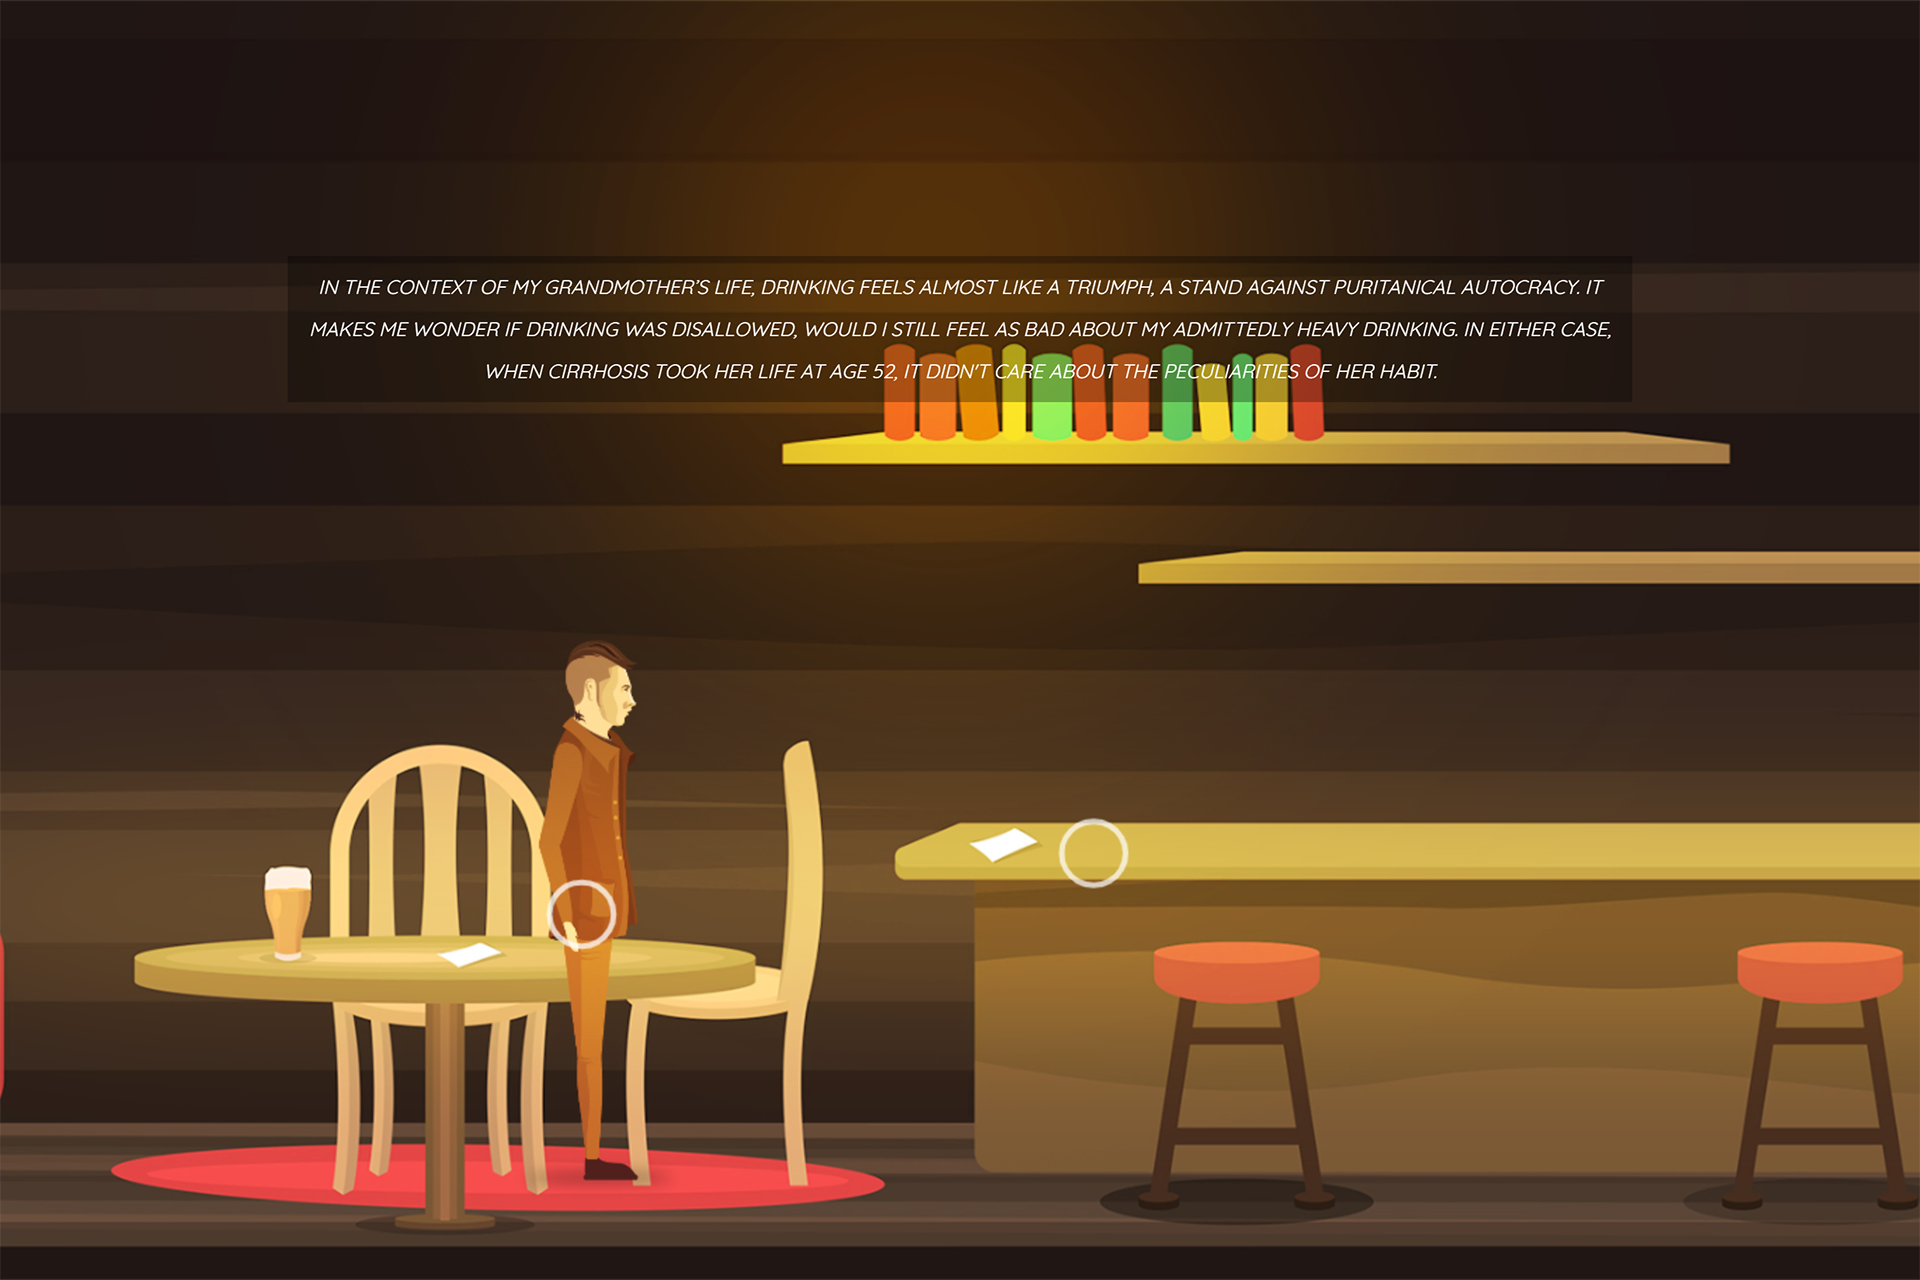 IN THE CONTEXT OF MY GRANDMOTHER'S LIFE, DRINKING FEELS ALMOST LIKE A TRIUMPH, A STAND AGAINST PURITANICAL AUTOCRACY. IT
MAKES ME WONDER IF DRINKING WAS DISALLOWED, WOULD I STILL FEEL AS BAD ABOUT MY ADMITTEDLY HEAVY DRINKING. IN EITHER CASE,
WHEN CIRRHOSIS TOOK HER LIFE AT AGE 52, IT DIDN'T CARE ABOUT THE PECULIARITIES OF HER HABIT.